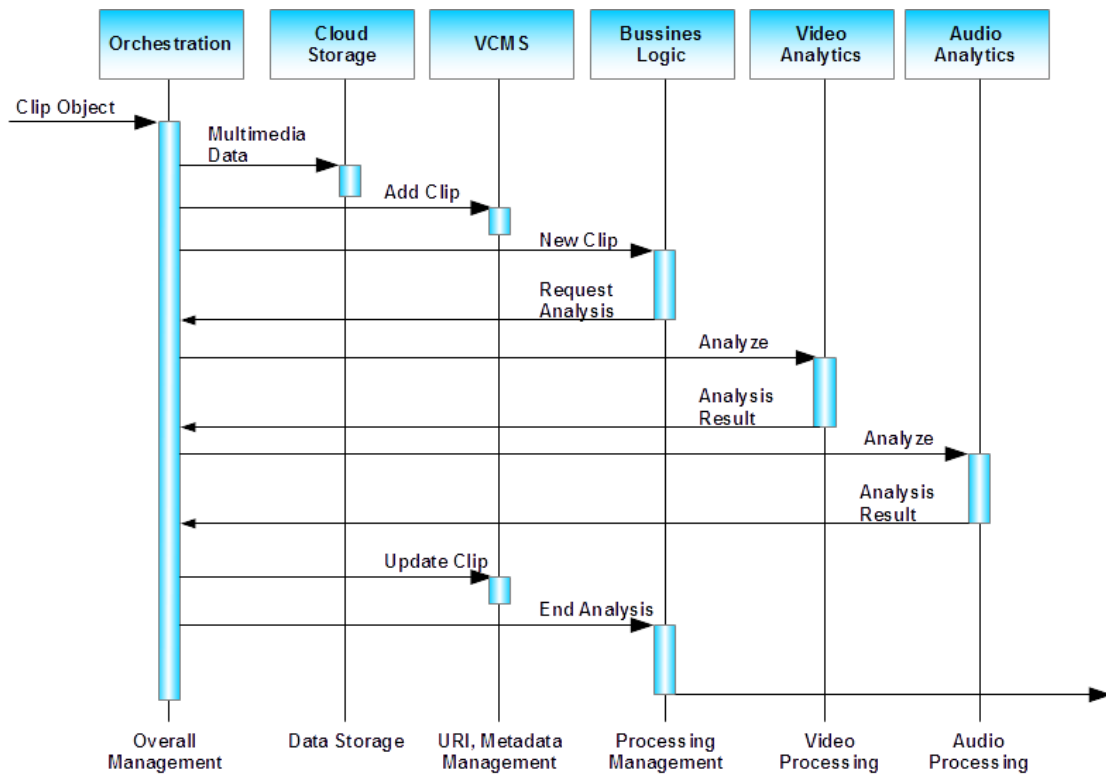 Orchestration
Cloud
Storage
VCMS
Bussines
Logic
Video
Analytics
Audio
Analytics
Clip Object
Multimedia
Data
Add Clip
New Clip
Request
Analysis
Analyze
Analysis
Result
Analyze
Analysis
Result
Update Clip
End Analysis
Overall
Management
Data Storage
URI, Metadata
Management
Processing
Management
Video
Processing
Audio
Processing